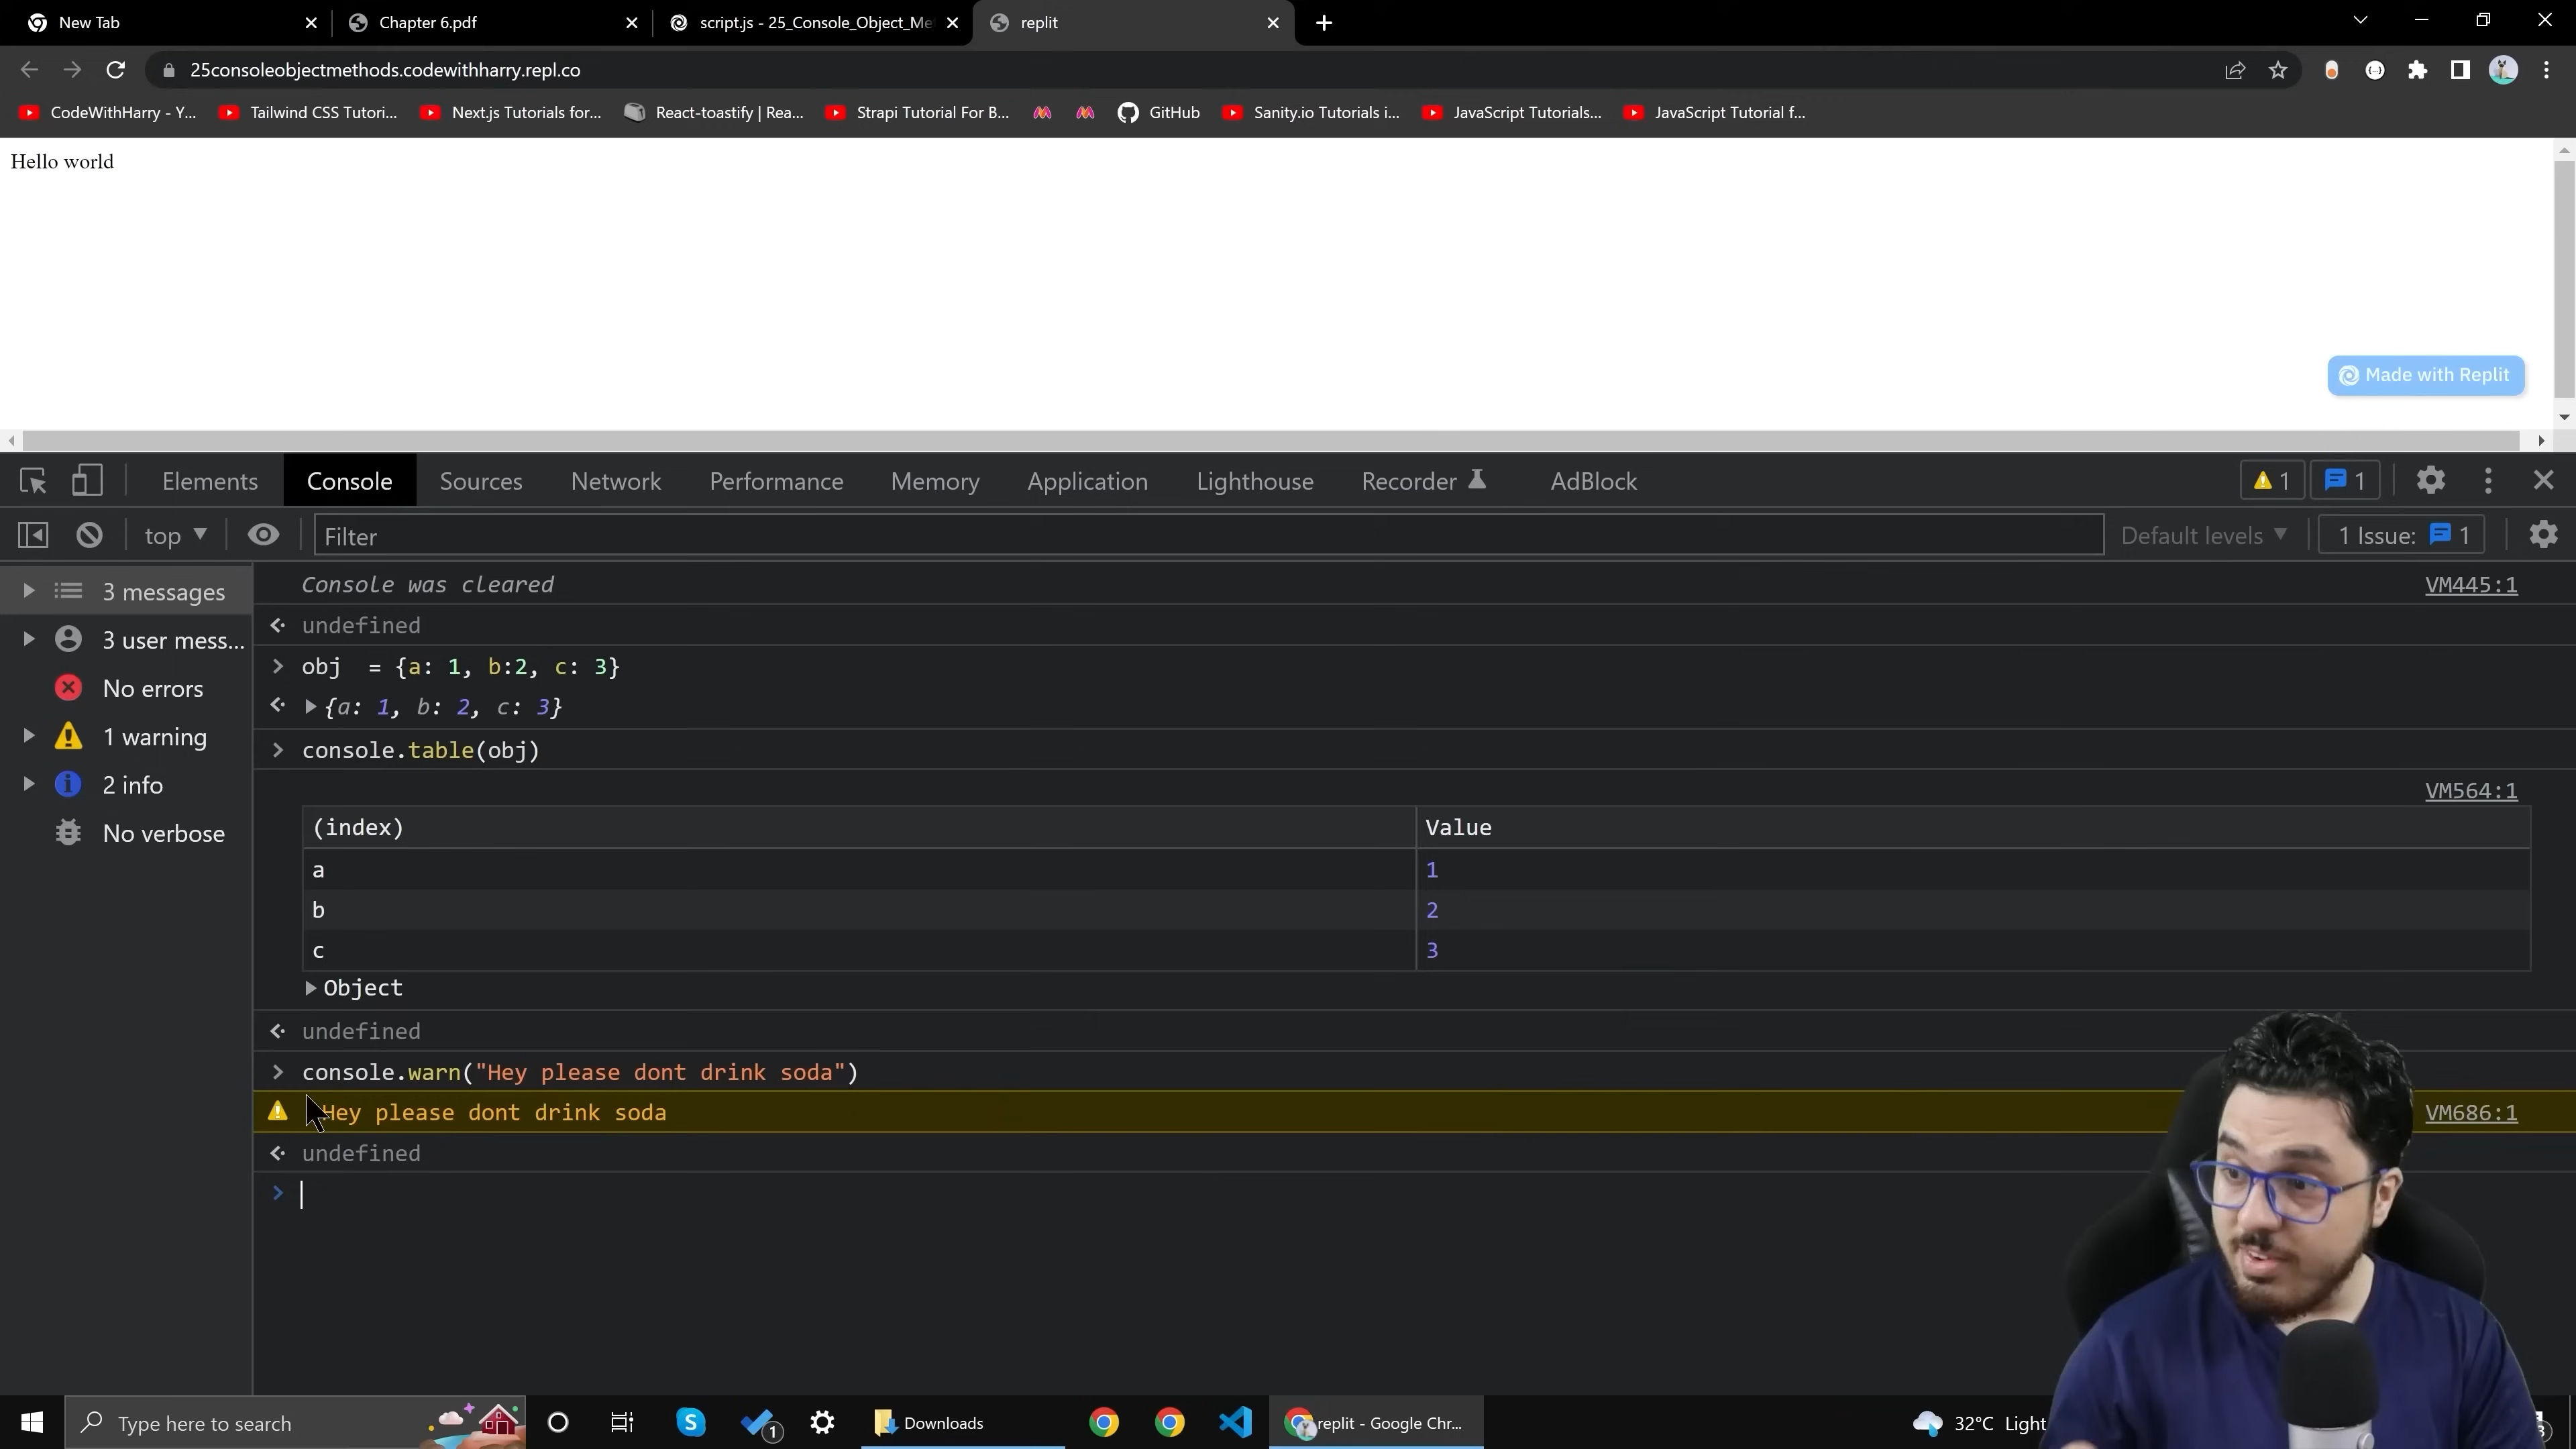 New Tab
Chapter 6.pdf
script.js - 25_Console_Object_Me
replit
25consoleobjectmethods.codewithharry.repl.co
CodeWithHarry - Y...
Tailwind CSS Tutori...
Next.js Tutorials for...
React-toastify | Rea...
Strapi Tutorial For B...
GitHub
Sanity.io Tutorials i...
JavaScript Tutorials...
JavaScript Tutorial f...
Hello world
Made with Replit
Elements
Console
Sources
Network
Performance
Memory
Application
Lighthouse
Recorder
AdBlock
1
1
top
Filter
Default levels
1 Issue: 1
3 messages
3 user mess...
No errors
1 warning
2 info
No verbose
Console was cleared VM445:1
undefined
obj = {a: 1, b:2, c: 3}
{a: 1, b: 2, c: 3}
console.table(obj)
VM564:1
(index) Value
a 1
b 2
c 3
Object
undefined
console.warn("Hey please dont drink soda")
Hey please dont drink soda VM686:1
undefined
Type here to search
1
Downloads
replit - Google Chr...
32°C Light